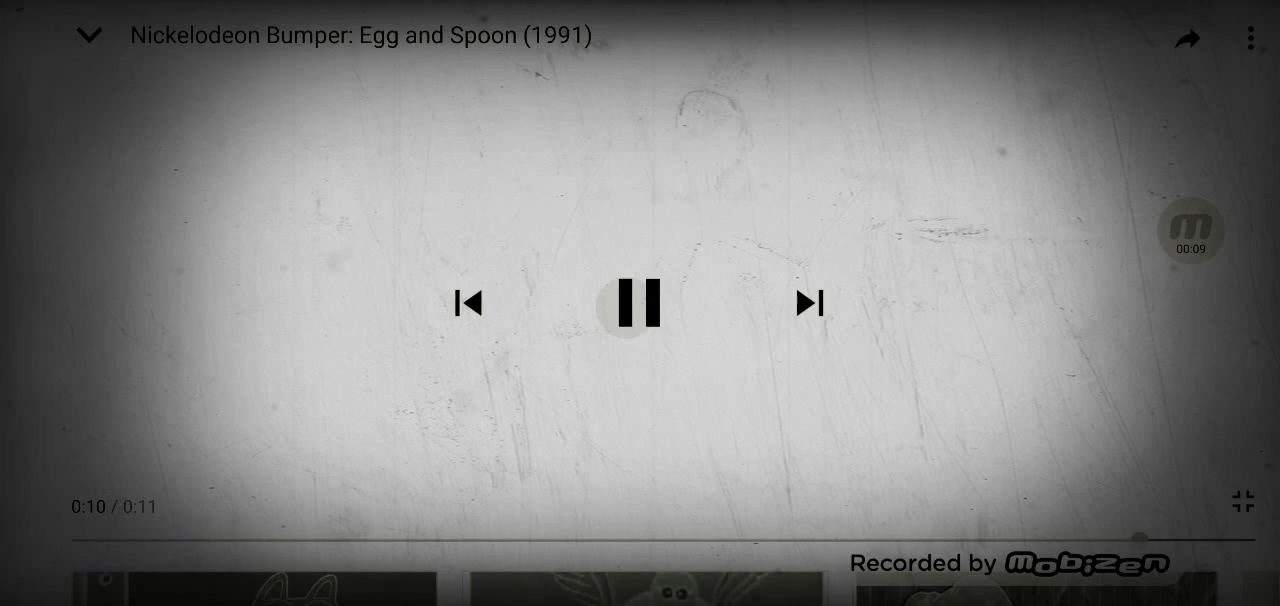 Nickelodeon Bumper: Egg and Spoon (1991)
m
00:09
0:10 / 0:11
Recorded by mobizen